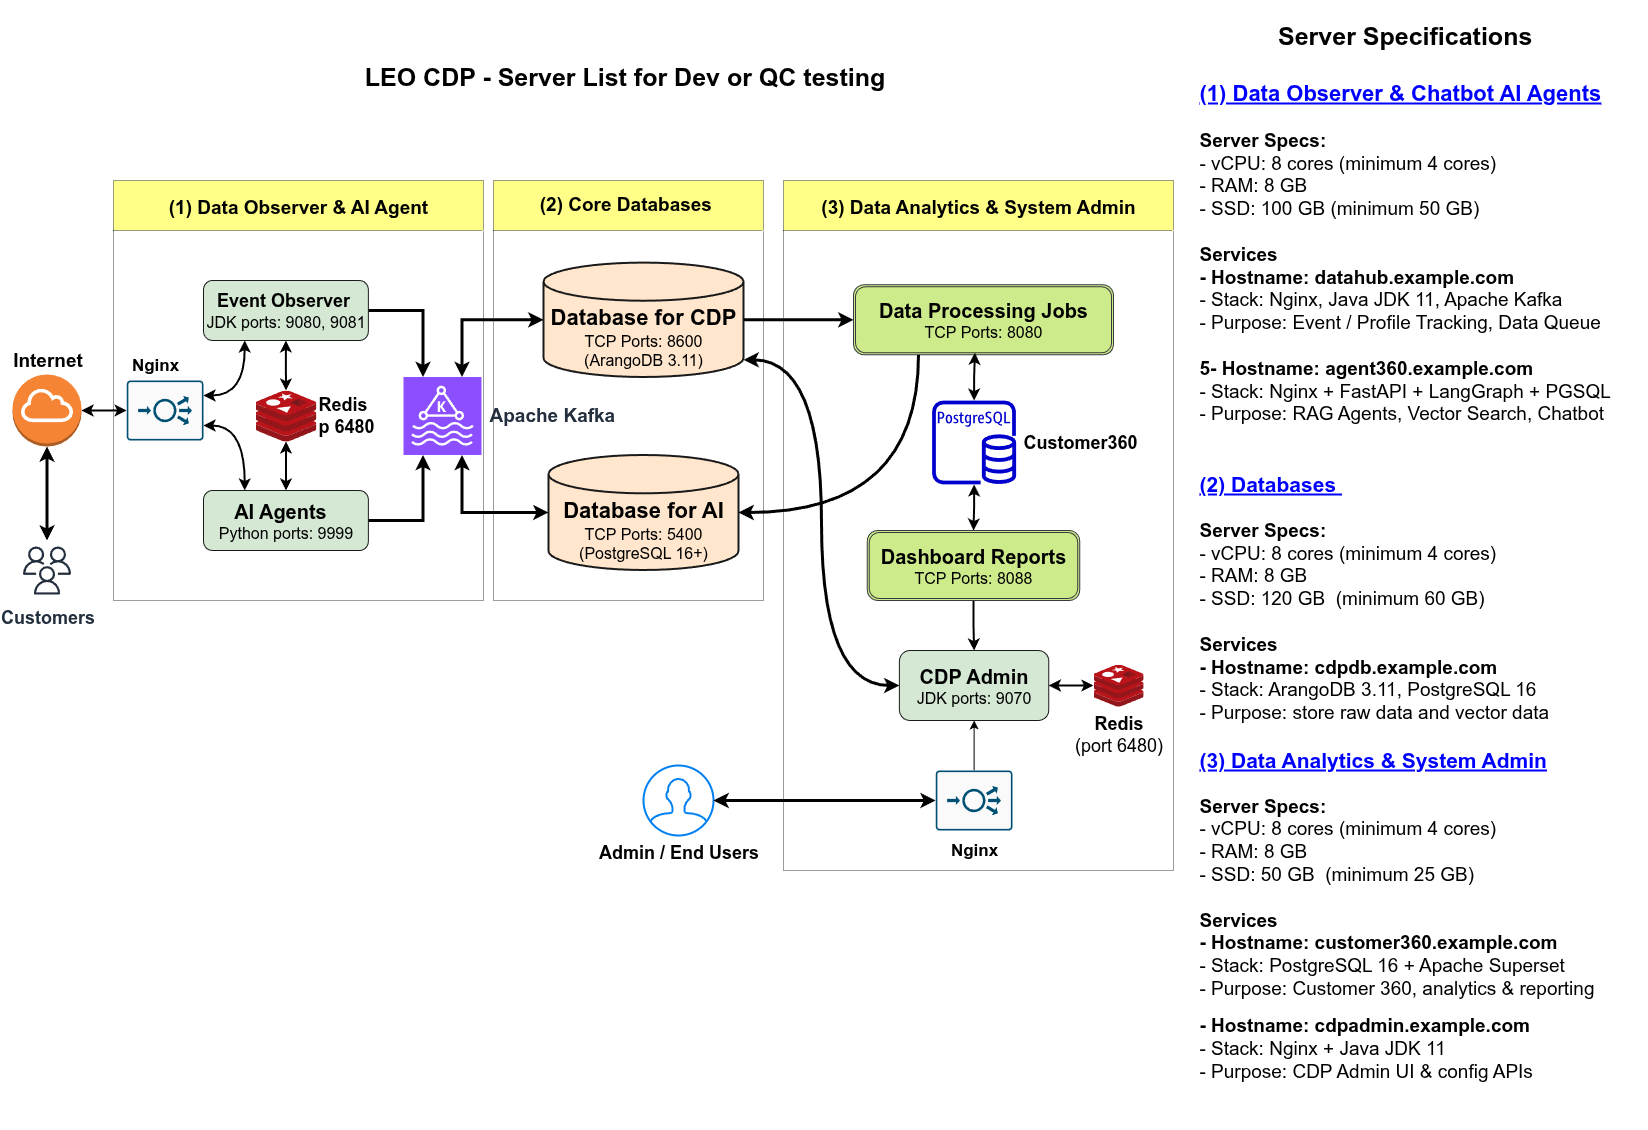 LEO CDP - Server List for Dev or QC testing
(1) Data Observer & AI Agent
(2) Core Databases
(3) Data Analytics & System Admin
Internet
Customers
Nginx
Event Observer
JDK ports: 9080, 9081
Redis
p 6480
AI Agents
Python ports: 9999
K
Apache Kafka
Database for CDP
TCP Ports: 8600
(ArangoDB 3.11)
Database for AI
TCP Ports: 5400
(PostgreSQL 16+)
Data Processing Jobs
TCP Ports: 8080
PostgreSQL
Customer360
Dashboard Reports
TCP Ports: 8088
CDP Admin
JDK ports: 9070
Redis
(port 6480)
Admin / End Users
Nginx
Server Specifications
(1) Data Observer & Chatbot AI Agents
Server Specs:
- vCPU: 8 cores (minimum 4 cores)
- RAM: 8 GB
- SSD: 100 GB (minimum 50 GB)
Services
- Hostname: datahub.example.com
- Stack: Nginx, Java JDK 11, Apache Kafka
- Purpose: Event / Profile Tracking, Data Queue
5- Hostname: agent360.example.com
- Stack: Nginx + FastAPI + LangGraph + PGSQL
- Purpose: RAG Agents, Vector Search, Chatbot
(2) Databases
Server Specs:
- vCPU: 8 cores (minimum 4 cores)
- RAM: 8 GB
- SSD: 120 GB  (minimum 60 GB)
Services
- Hostname: cdpdb.example.com
- Stack: ArangoDB 3.11, PostgreSQL 16
- Purpose: store raw data and vector data
(3) Data Analytics & System Admin
Server Specs:
- vCPU: 8 cores (minimum 4 cores)
- RAM: 8 GB
- SSD: 50 GB  (minimum 25 GB)
Services
- Hostname: customer360.example.com
- Stack: PostgreSQL 16 + Apache Superset
- Purpose: Customer 360, analytics & reporting
- Hostname: cdpadmin.example.com
- Stack: Nginx + Java JDK 11
- Purpose: CDP Admin UI & config APIs